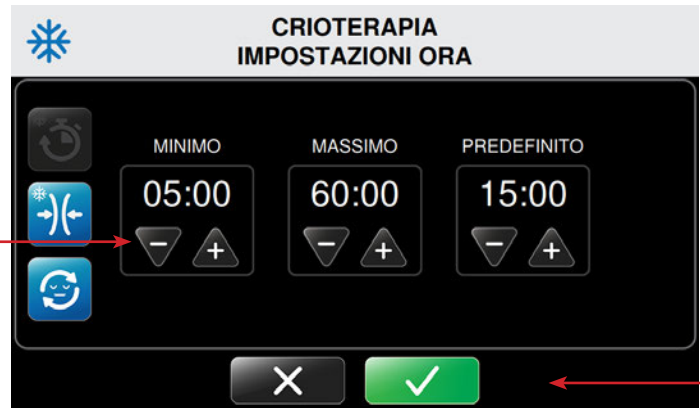 CRIOTERAPIA
IMPOSTAZIONI ORA
MINIMO MASSIMO PREDEFINITO
05:00 60:00 15:00